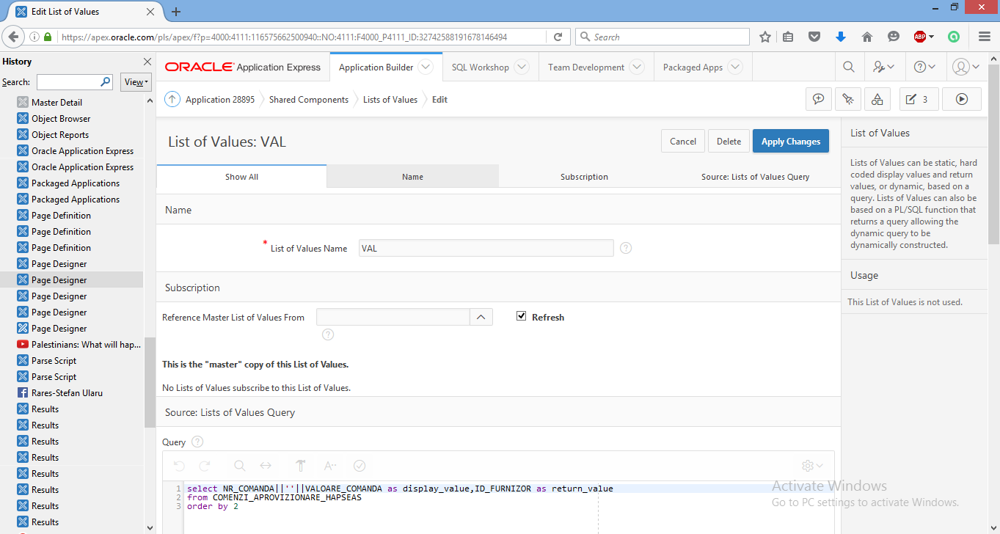 Edit List of Values
https://apex.oracle.com/pls/apex/f?p=4000:4111:116575662500940::NO:4111:F4000_P4111_ID:32742588191678146494
Search
ABP
History
Search:
View
Master Detail
Object Browser
Object Reports
Oracle Application Express
Oracle Application Express
Packaged Applications
Packaged Applications
Page Definition
Page Definition
Page Definition
Page Designer
Page Designer
Page Designer
Page Designer
Page Designer
Palestinians: What will hap...
Parse Script
Parse Script
Rares-Stefan Ularu
Results
Results
Results
Results
Results
Results
Results
Results
ORACLE Application Express
Application Builder
SQL Workshop
Team Development
Packaged Apps
Application 28895
Shared Components
Lists of Values
Edit
3
List of Values: VAL
Cancel
Delete
Apply Changes
Show All
Name
Subscription
Source: Lists of Values Query
Name
* List of Values Name
VAL
Subscription
Reference Master List of Values From
Refresh
This is the "master" copy of this List of Values.
No Lists of Values subscribe to this List of Values.
Source: Lists of Values Query
Query
1 select NR_COMANDA||''||VALOARE_COMANDA as display_value,ID_FURNIZOR as return_value
2 from COMENZI_APROVIZIONARE_HAPSEAS
3 order by 2
List of Values
Lists of Values can be static, hard
coded display values and return
values, or dynamic, based on a
query. Lists of Values can also be
based on a PL/SQL function that
returns a query allowing the
dynamic query to be
dynamically constructed.
Usage
This List of Values is not used.
Activate Windows
Go to PC settings to activate Windows.